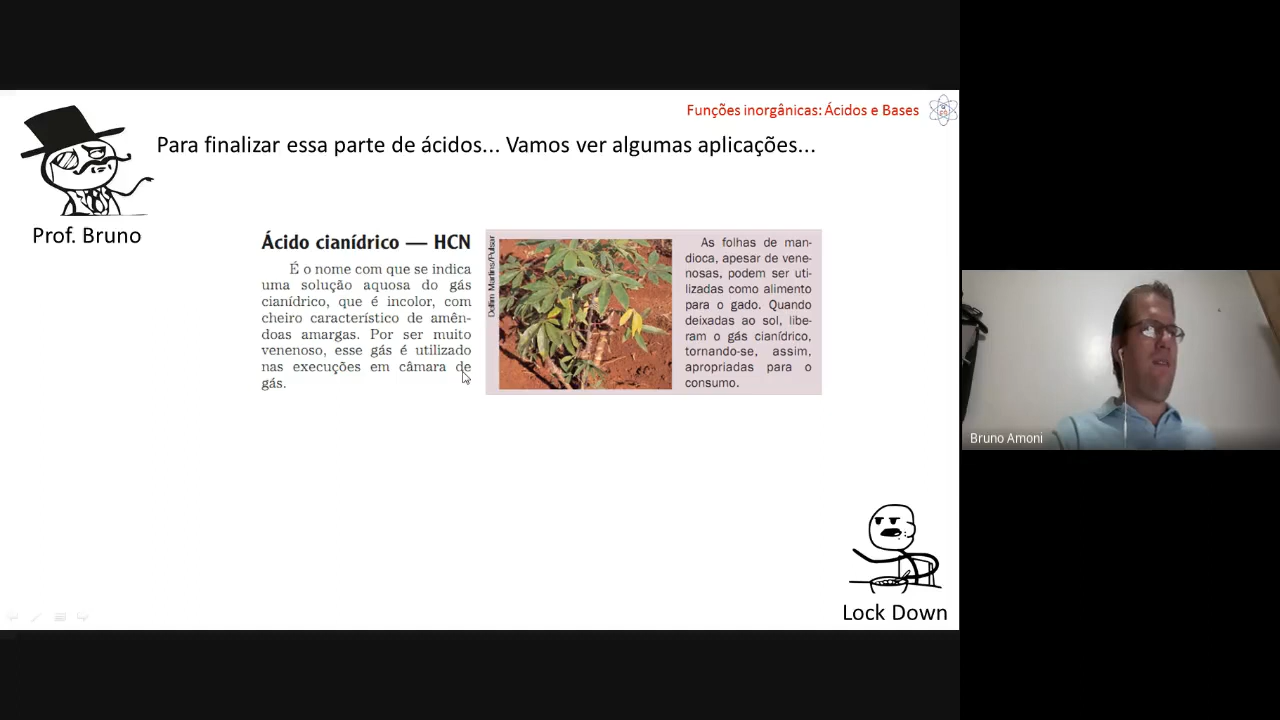 Funções inorgânicas: Ácidos e Bases
Para finalizar essa parte de ácidos... Vamos ver algumas aplicações...
Prof. Bruno
Ácido cianídrico — HCN
É o nome com que se indica
uma solução aquosa do gás
cianídrico, que é incolor, com
cheiro característico de amên-
doas amargas. Por ser muito
venenoso, esse gás é utilizado
nas execuções em câmara de
gás.
Delfim Martins/Pulsar
As folhas de man-
dioca, apesar de vene-
nosas, podem ser uti-
lizadas como alimento
para o gado. Quando
deixadas ao sol, libe-
ram o gás cianídrico,
tornando-se, assim,
apropriadas para o
consumo.
Bruno Amoni
Lock Down